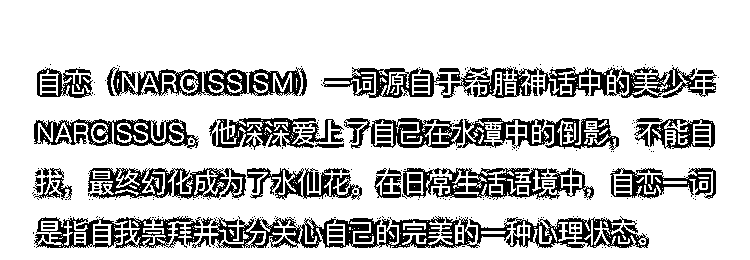 自恋（NARCISSISM）一词源自于希腊神话中的美少年
NARCISSUS。他深深爱上了自己在水潭中的倒影，不能自
拔，最终幻化成为了水仙花。在日常生活语境中，自恋一词
是指自我崇拜并过分关心自己的完美的一种心理状态。